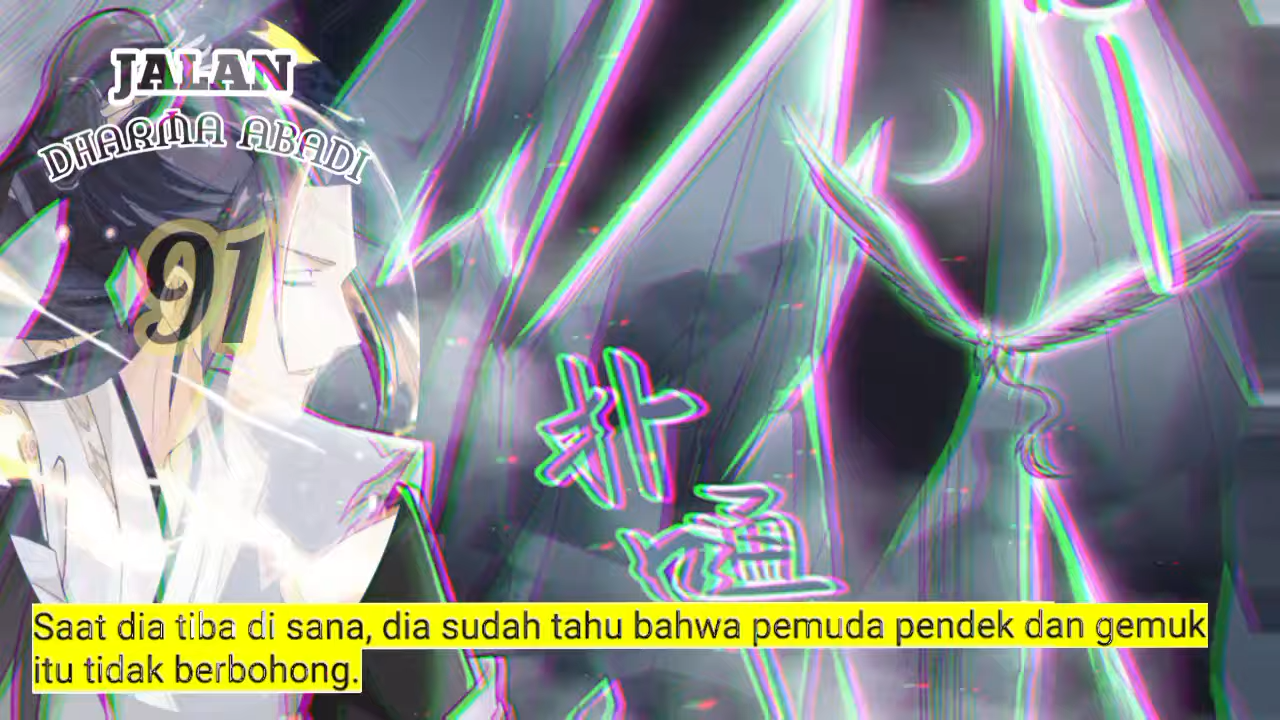 JALAN
DHARMA ABADI
91
扑
通
Saat dia tiba di sana, dia sudah tahu bahwa pemuda pendek dan gemuk
itu tidak berbohong.